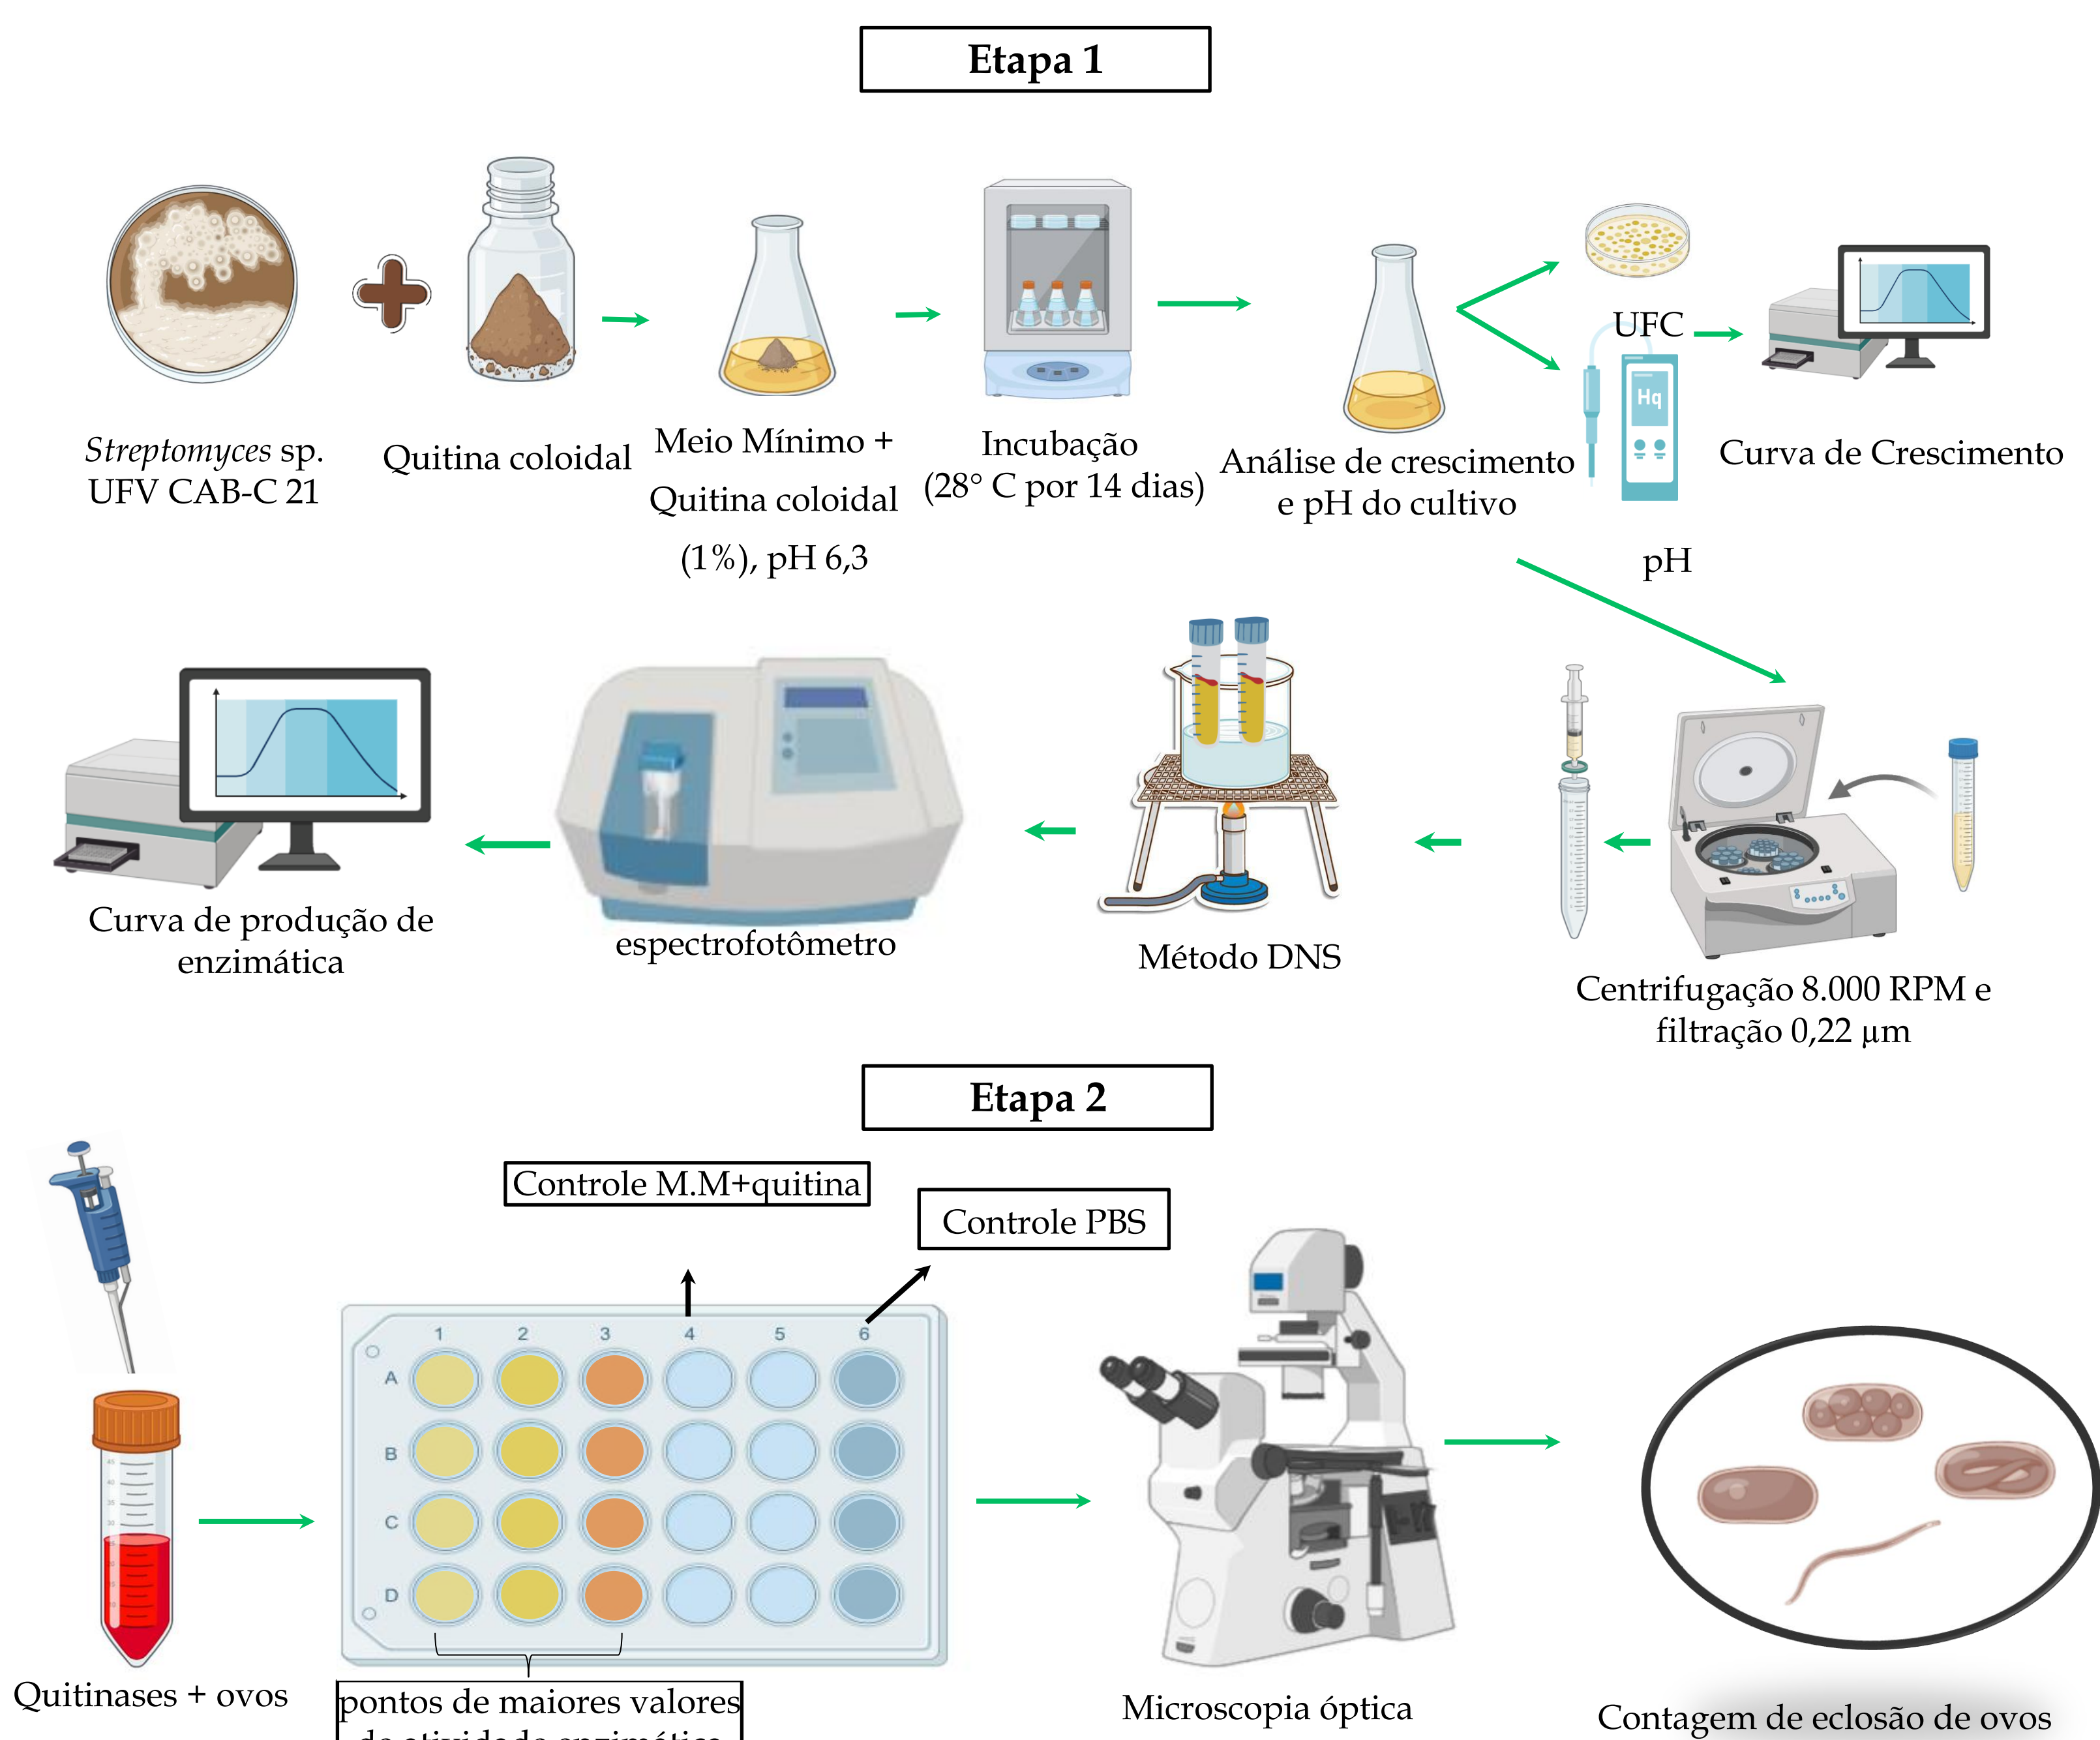 Etapa 1
Streptomyces sp.
UFV CAB-C 21
Quitina coloidal
Meio Mínimo +
Quitina coloidal
(1%), pH 6,3
Incubação
(28° C por 14 dias)
Análise de crescimento
e pH do cultivo
UFC
Hq
pH
Curva de Crescimento
Centrifugação 8.000 RPM e
filtração 0,22 µm
Método DNS
espectrofotômetro
Curva de produção de
enzimática
Etapa 2
Controle M.M+quitina
Controle PBS
1 2 3 4 5 6
A
B
C
D
Quitinases + ovos
pontos de maiores valores
de atividade enzimática
Microscopia óptica
Contagem de eclosão de ovos